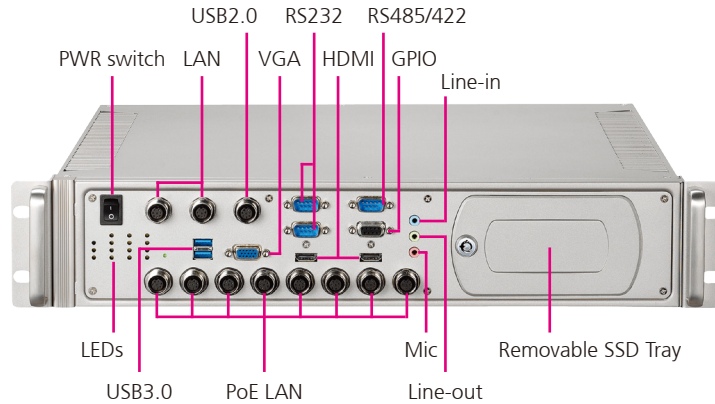 USB2.0 RS232 RS485/422
PWR switch LAN VGA HDMI GPIO
Line-in
LEDs Mic Removable SSD Tray
USB3.0 PoE LAN Line-out